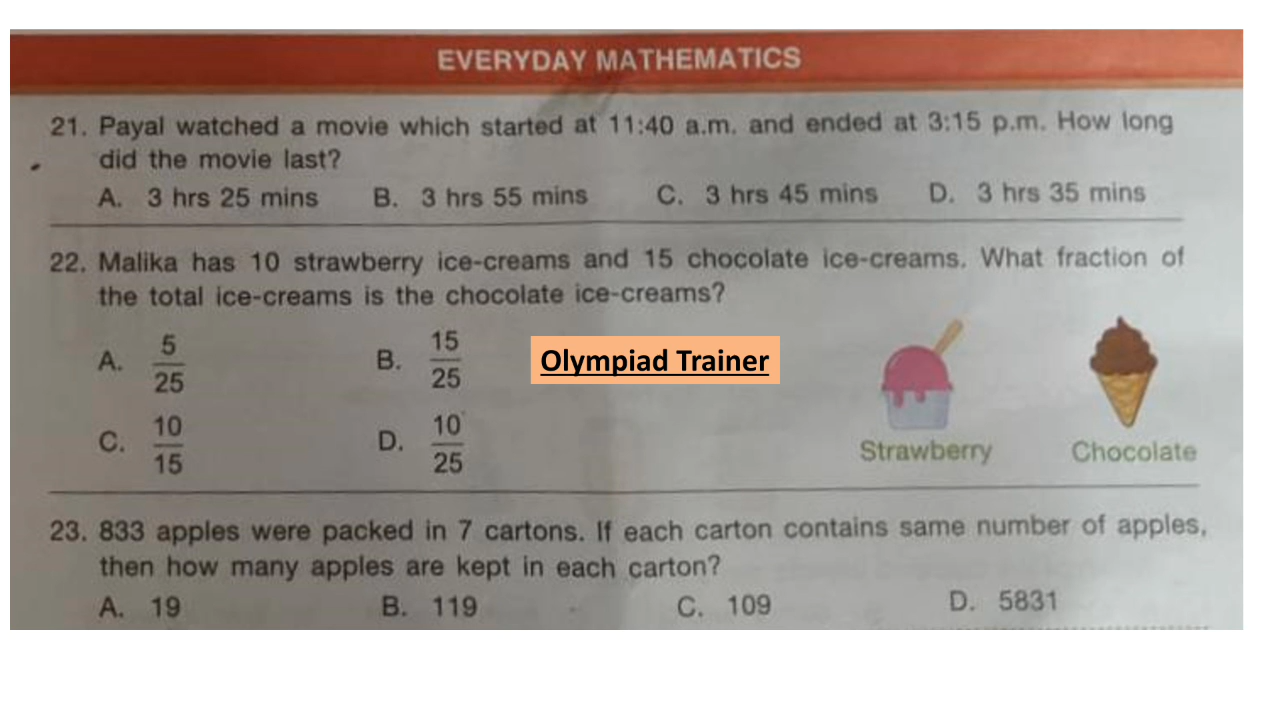 EVERYDAY MATHEMATICS
21. Payal watched a movie which started at 11:40 a.m. and ended at 3:15 p.m. How long
did the movie last?
A. 3 hrs 25 mins B. 3 hrs 55 mins C. 3 hrs 45 mins D. 3 hrs 35 mins
22. Malika has 10 strawberry ice-creams and 15 chocolate ice-creams. What fraction of
the total ice-creams is the chocolate ice-creams?
A. 5/25 B. 15/25
Olympiad Trainer
C. 10/15 D. 10/25
Strawberry Chocolate
23. 833 apples were packed in 7 cartons. If each carton contains same number of apples,
then how many apples are kept in each carton?
A. 19 B. 119 C. 109 D. 5831